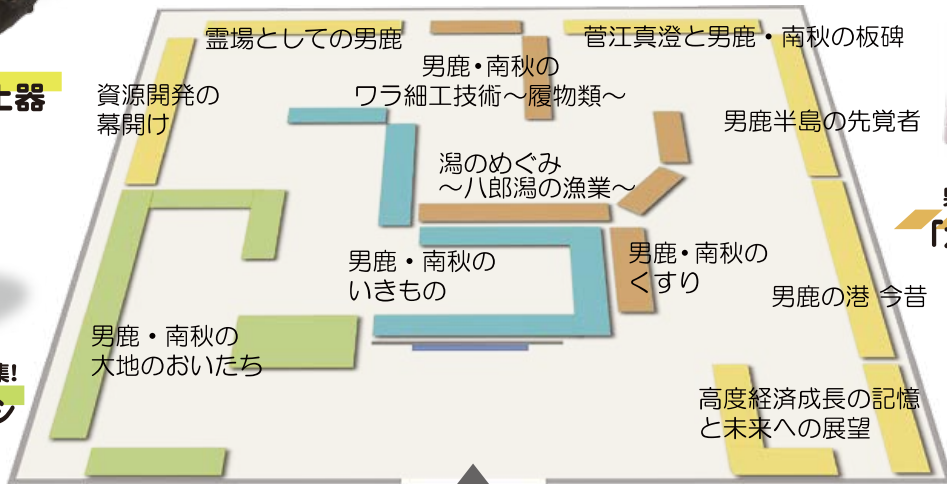 霊場としての男鹿
菅江真澄と男鹿・南秋の板碑
土器
資源開発の
幕開け
男鹿・南秋の
ワラ細工技術〜履物類〜
男鹿半島の先覚者
潟のめぐみ
〜八郎潟の漁業〜
男鹿・南秋の
いきもの
男鹿・南秋の
くすり
男鹿の港 今昔
男鹿・南秋の
大地のおいたち
集!
高度経済成長の記憶
と未来への展望